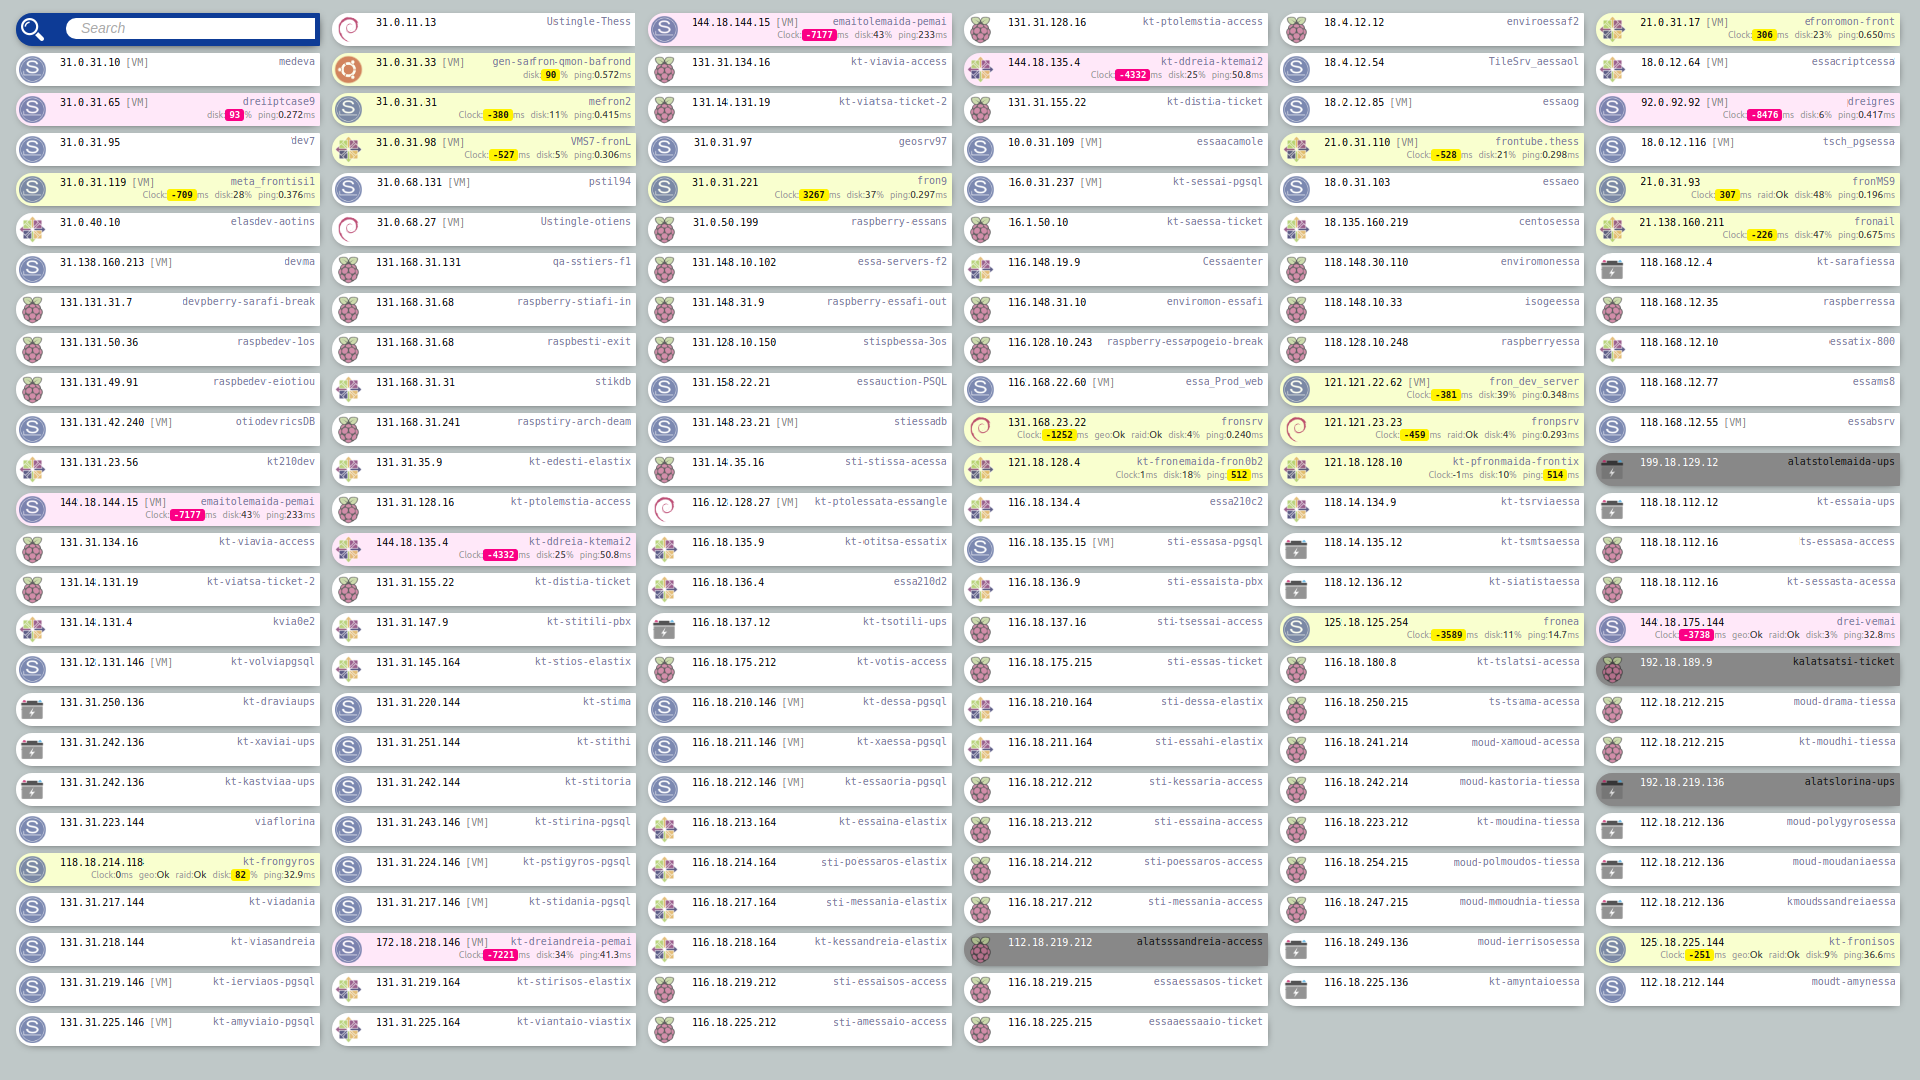 Search
31.0.11.13 Ustingle-Thess
144.18.144.15 [VM] emaitolemaida-pemai
Clock:-7177ms disk:43% ping:233ms
131.31.128.16 kt-ptolemstia-access
18.4.12.12 enviroessaf2
21.0.31.17 [VM] efronomon-front
Clock:306ms disk:23% ping:0.650ms
31.0.31.10 [VM] medeva
31.0.31.33 [VM] gen-safron-qmon-bafrond
disk:90% ping:0.572ms
131.31.134.16 kt-viavia-access
144.18.135.4 kt-ddreia-ktemai2
Clock:-4332ms disk:25% ping:50.8ms
18.4.12.54 TileSrv_aessaol
18.0.12.64 [VM] essacriptcessa
31.0.31.65 [VM] dreiiptcase9
disk:93% ping:0.272ms
31.0.31.31 mefron2
Clock:-380ms disk:11% ping:0.415ms
131.14.131.19 kt-viatsa-ticket-2
131.31.155.22 kt-distia-ticket
18.2.12.85 [VM] essaog
92.0.92.92 [VM] dreigres
Clock:-8476ms disk:6% ping:0.417ms
31.0.31.95 dev7
31.0.31.98 [VM] VMS7-fronL
Clock:-527ms disk:5% ping:0.306ms
31.0.31.97 geosrv97
10.0.31.109 [VM] essaacamole
21.0.31.110 [VM] frontube.thess
Clock:-528ms disk:21% ping:0.298ms
18.0.12.116 [VM] tsch_pgsessa
31.0.31.119 [VM] meta_frontisi1
Clock:-709ms disk:28% ping:0.376ms
31.0.68.131 [VM] pstil94
31.0.31.221 fron9
Clock:3267ms disk:37% ping:0.297ms
16.0.31.237 [VM] kt-sessai-pgsql
18.0.31.103 essaeo
21.0.31.93 fronMS9
Clock:307ms raid:Ok disk:48% ping:0.196ms
31.0.40.10 elasdev-aotins
31.0.68.27 [VM] Ustingle-otiens
31.0.50.199 raspberry-essans
16.1.50.10 kt-saessa-ticket
18.135.160.219 centosessa
21.138.160.211 fronail
Clock:-226ms disk:47% ping:0.675ms
31.138.160.213 [VM] devma
131.168.31.131 qa-sstiers-f1
131.148.10.102 essa-servers-f2
116.148.19.9 Cessaenter
118.148.30.110 enviromonessa
118.168.12.4 kt-sarafiessa
131.131.31.7 devpberry-sarafi-break
131.168.31.68 raspberry-stiafi-in
131.148.31.9 raspberry-essafi-out
116.148.31.10 enviromon-essafi
118.148.10.33 isogeessa
118.168.12.35 raspberressa
131.131.50.36 raspbedev-1os
131.168.31.68 raspbesti-exit
131.128.10.150 stispbessa-3os
116.128.10.243 raspberry-essapogeio-break
118.128.10.248 raspberryessa
118.168.12.10 essatix-800
131.131.49.91 raspbedev-eiotiou
131.168.31.31 stikdb
131.158.22.21 essauction-PSQL
116.168.22.60 [VM] essa_Prod_web
121.121.22.62 [VM] fron_dev_server
Clock:-381ms disk:39% ping:0.348ms
118.168.12.77 essams8
131.131.42.240 otiodevricsDB
131.168.31.241 raspstiry-arch-deam
131.148.23.21 [VM] stiessadb
131.168.23.22 fronsrv
Clock:-1252ms geo:Ok raid:Ok disk:4% ping:0.240ms
121.121.23.23 fronpsrv
Clock:-459ms raid:Ok disk:4% ping:0.293ms
118.168.12.55 [VM] essabsrv
131.131.23.56 kt210dev
131.31.35.9 kt-edesti-elastix
131.14.35.16 sti-stissa-acessa
121.18.128.4 kt-fronemaida-fron0b2
Clock:1ms disk:18% ping:512ms
121.18.128.10 kt-pfronmaida-frontix
Clock:-1ms disk:10% ping:514ms
199.18.129.12 alatstolemaida-ups
144.18.144.15 [VM] emaitolemaida-pemai
Clock:-7177ms disk:43% ping:233ms
131.31.128.16 kt-ptolemstia-access
116.12.128.27 [VM] kt-ptolessata-essangle
116.18.134.4 essa210c2
118.14.134.9 kt-tsrviaessa
118.18.112.12 kt-essaia-ups
131.31.134.16 kt-viavia-access
144.18.135.4 kt-ddreia-ktemai2
Clock:-4332ms disk:25% ping:50.8ms
116.18.135.9 kt-otitsa-essatix
116.18.135.15 [VM] sti-essasa-pgsql
118.14.135.12 kt-tsmtsaessa
118.18.112.16 ts-essasa-access
131.14.131.19 kt-viatsa-ticket-2
131.31.155.22 kt-distia-ticket
116.18.136.4 essa210d2
116.18.136.9 sti-essaista-pbx
118.12.136.12 kt-siatistaessa
118.18.112.16 kt-sessasta-acessa
131.14.131.4 kvia0e2
131.31.147.9 kt-stitili-pbx
116.18.137.12 kt-tsotili-ups
116.18.137.16 sti-tsessai-access
125.18.125.254 fronea
Clock:-3589ms disk:11% ping:14.7ms
144.18.175.144 drei-vemai
Clock:-3738ms geo:Ok raid:Ok disk:3% ping:32.8ms
131.12.131.146 [VM] kt-volviapgsql
131.31.145.164 kt-stios-elastix
116.18.175.212 kt-votis-access
116.18.175.215 sti-essas-ticket
116.18.180.8 kt-tslatsi-acessa
192.18.189.9 kalatsatsi-ticket
131.31.250.136 kt-draviaups
131.31.220.144 kt-stima
116.18.210.146 [VM] kt-dessa-pgsql
116.18.210.164 sti-dessa-elastix
116.18.250.215 ts-tsama-acessa
112.18.212.215 moud-drama-tiessa
131.31.242.136 kt-xaviai-ups
131.31.251.144 kt-stithi
116.18.211.146 [VM] kt-xaessa-pgsql
116.18.211.164 sti-essahi-elastix
116.18.241.214 moud-xamoud-acessa
112.18.212.215 kt-moudhi-tiessa
131.31.242.136 kt-kastviaa-ups
131.31.242.144 kt-stitoria
116.18.212.146 [VM] kt-essaoria-pgsql
116.18.212.212 sti-kessaria-access
116.18.242.214 moud-kastoria-tiessa
192.18.219.136 alatslorina-ups
131.31.223.144 viaflorina
131.31.243.146 [VM] kt-stirina-pgsql
116.18.213.164 kt-essaina-elastix
116.18.213.212 sti-essaina-access
116.18.223.212 kt-moudina-tiessa
112.18.212.136 moud-polygyrosessa
118.18.214.118 kt-frongyros
Clock:0ms geo:Ok raid:Ok disk:82% ping:32.9ms
131.31.224.146 [VM] kt-pstigyros-pgsql
116.18.214.164 sti-poessaros-elastix
116.18.214.212 sti-poessaros-access
116.18.254.215 moud-polmoudos-tiessa
112.18.212.136 moud-moudaniaessa
131.31.217.144 kt-viadania
131.31.217.146 [VM] kt-stidania-pgsql
116.18.217.164 sti-messania-elastix
116.18.217.212 sti-messania-access
116.18.247.215 moud-mmoudnia-tiessa
112.18.212.136 kmoudssandreiaessa
131.31.218.144 kt-viasandreia
172.18.218.146 [VM] kt-dreiandreia-pemai
Clock:-7221ms disk:34% ping:41.3ms
116.18.218.164 kt-kessandreia-elastix
112.18.219.212 alatsssandreia-access
116.18.249.136 moud-ierrisosessa
125.18.225.144 kt-fronisos
Clock:-251ms geo:Ok raid:Ok disk:9% ping:36.6ms
131.31.219.146 [VM] kt-ierviaos-pgsql
131.31.219.164 kt-stirisos-elastix
116.18.219.212 sti-essaisos-access
116.18.219.215 essaessasos-ticket
116.18.225.136 kt-amyntaioessa
112.18.212.144 moudt-amynessa
131.31.225.146 [VM] kt-amyviaio-pgsql
131.31.225.164 kt-viantaio-viastix
116.18.225.212 sti-amessaio-access
116.18.225.215 essaaessaaio-ticket